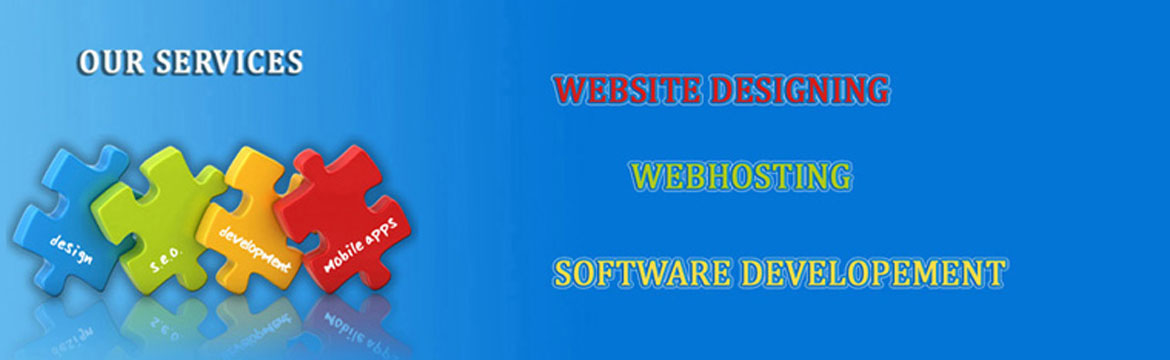 OUR SERVICES
WEBSITE DESIGNING
WEBHOSTING
SOFTWARE DEVELOPEMENT
design
s.e.o.
development
Mobile apps